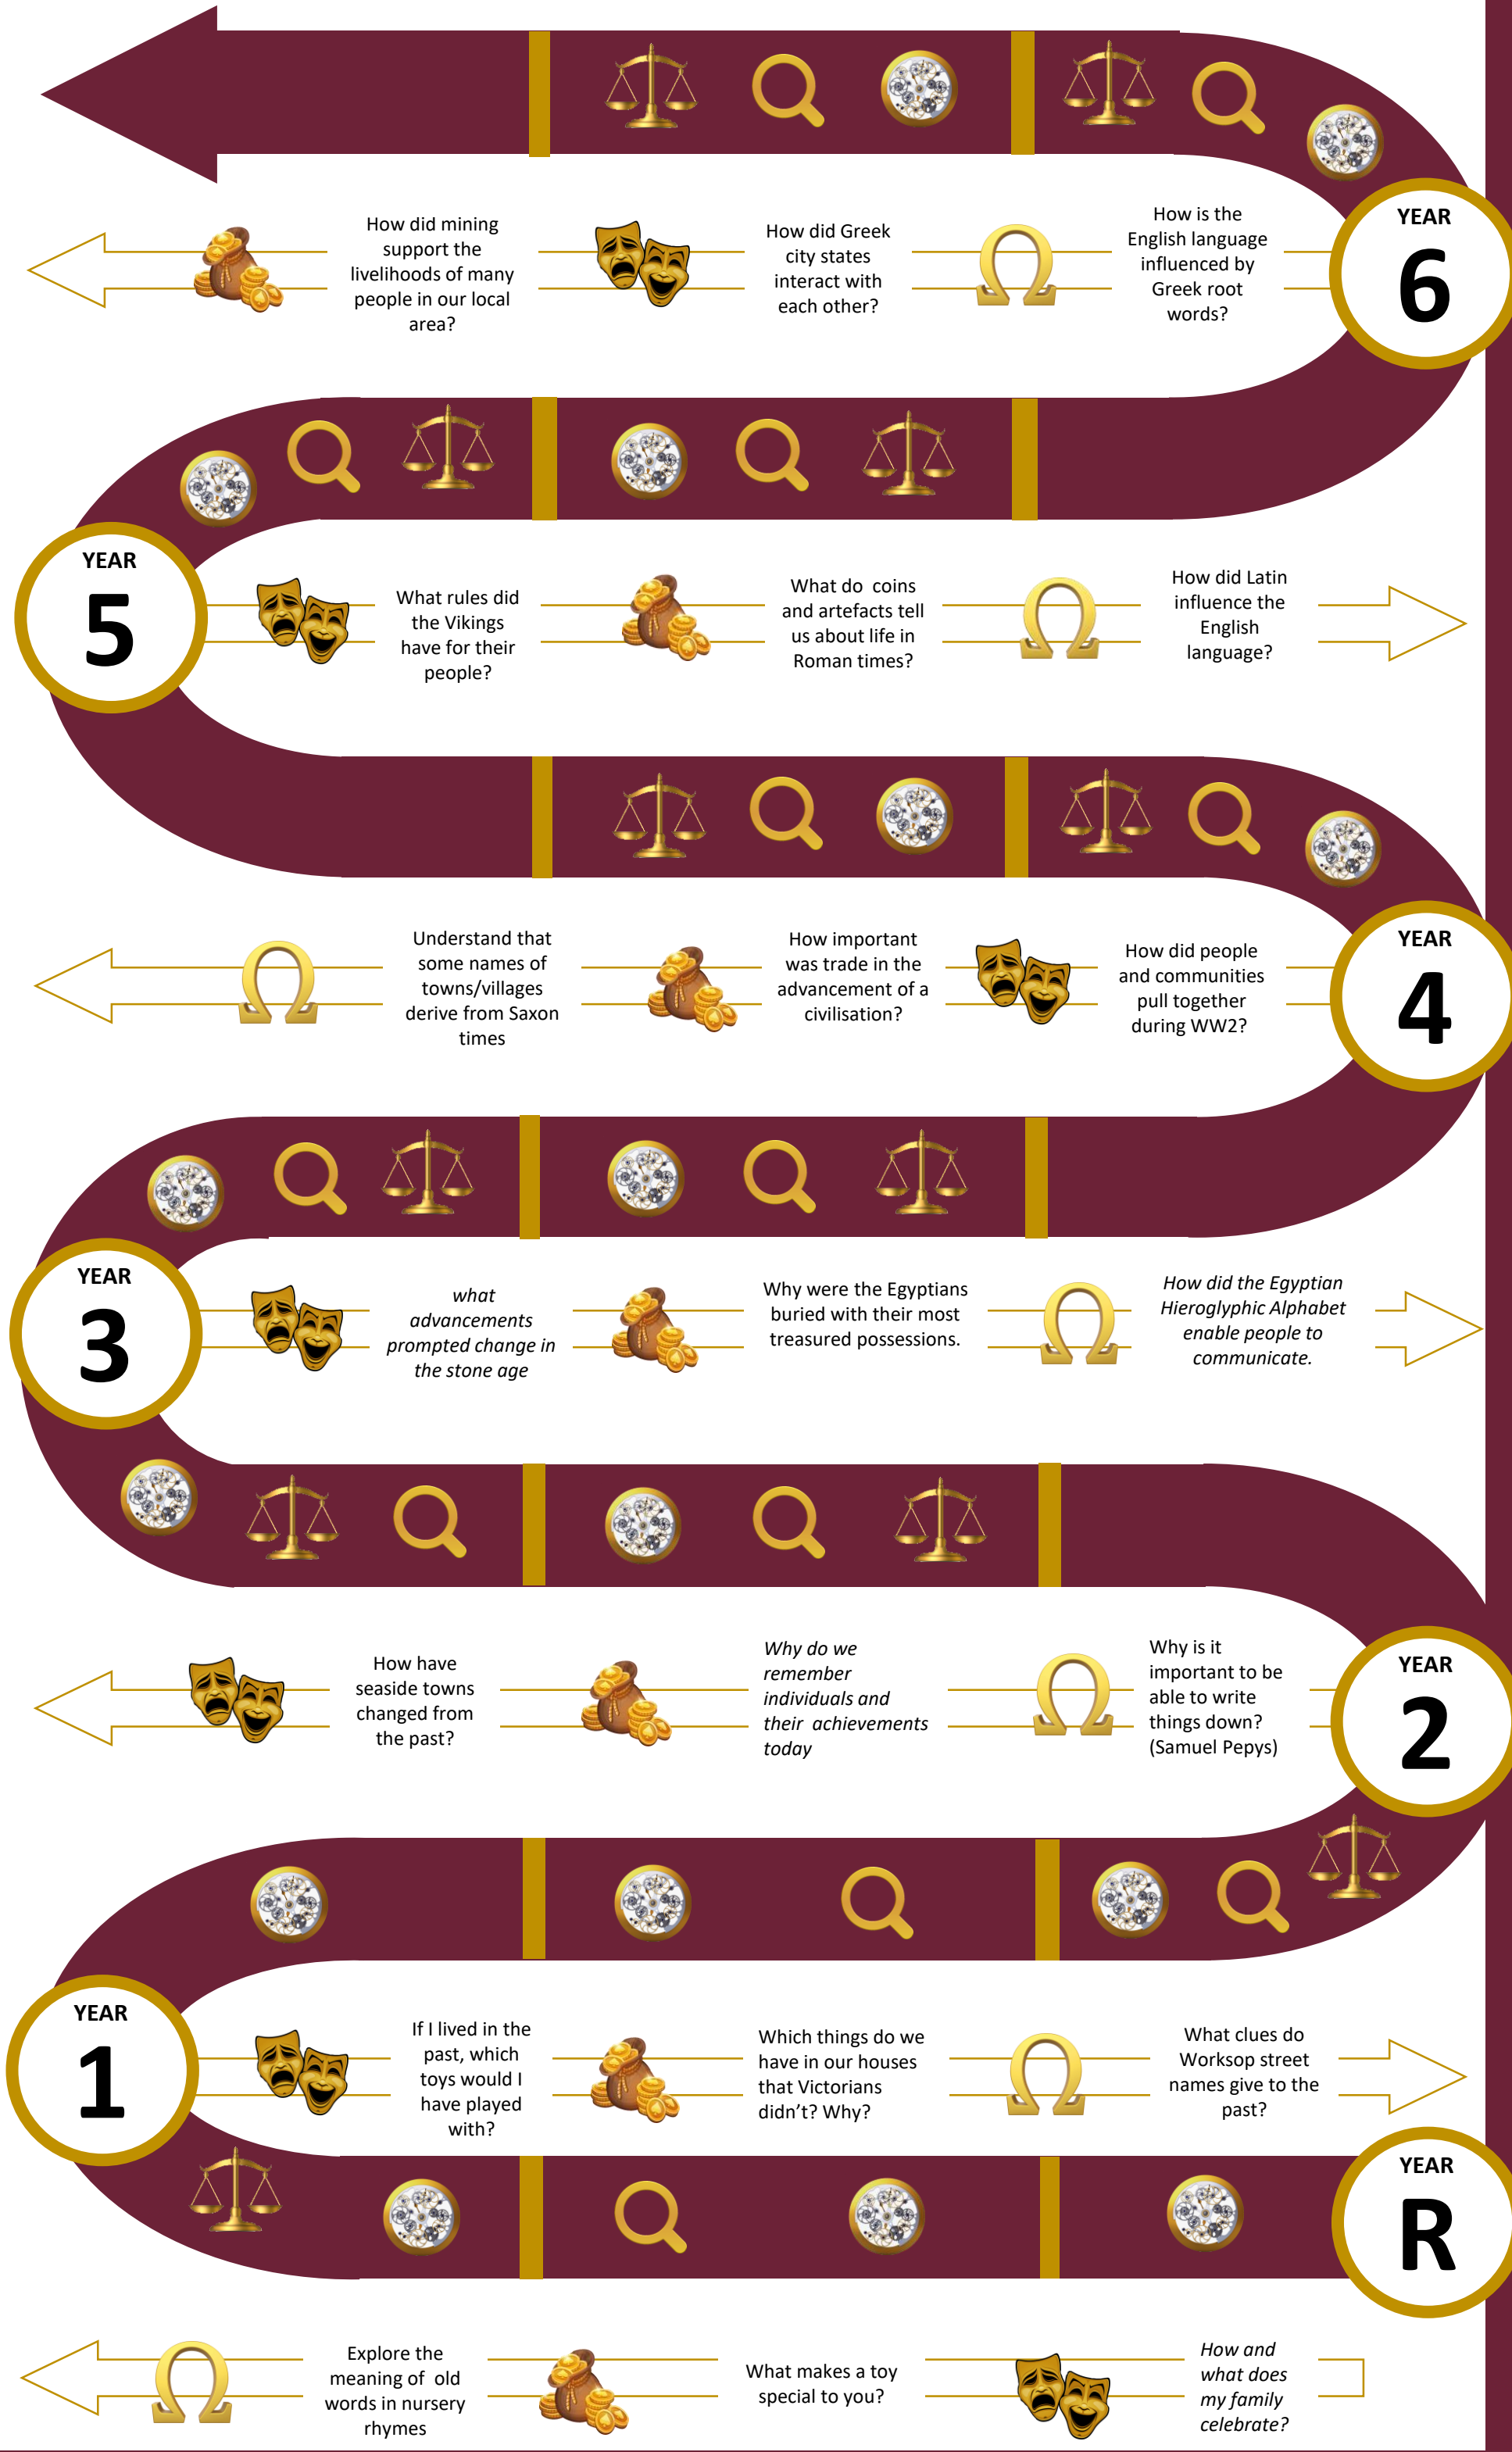 How did mining
support the
livelihoods of many
people in our local
area?
How did Greek
city states
interact with
each other?
How is the
English language
influenced by
Greek root
words?
YEAR
6
YEAR
5
What rules did
the Vikings
have for their
people?
What do coins
and artefacts tell
us about life in
Roman times?
How did Latin
influence the
English
language?
Understand that
some names of
towns/villages
derive from Saxon
times
How important
was trade in the
advancement of a
civilisation?
How did people
and communities
pull together
during WW2?
YEAR
4
YEAR
3
what
advancements
prompted change in
the stone age
Why were the Egyptians
buried with their most
treasured possessions.
How did the Egyptian
Hieroglyphic Alphabet
enable people to
communicate.
How have
seaside towns
changed from
the past?
Why do we
remember
individuals and
their achievements
today
Why is it
important to be
able to write
things down?
(Samuel Pepys)
YEAR
2
YEAR
1
If I lived in the
past, which
toys would I
have played
with?
Which things do we
have in our houses
that Victorians
didn't? Why?
What clues do
Worksop street
names give to the
past?
YEAR
R
Explore the
meaning of old
words in nursery
rhymes
What makes a toy
special to you?
How and
what does
my family
celebrate?